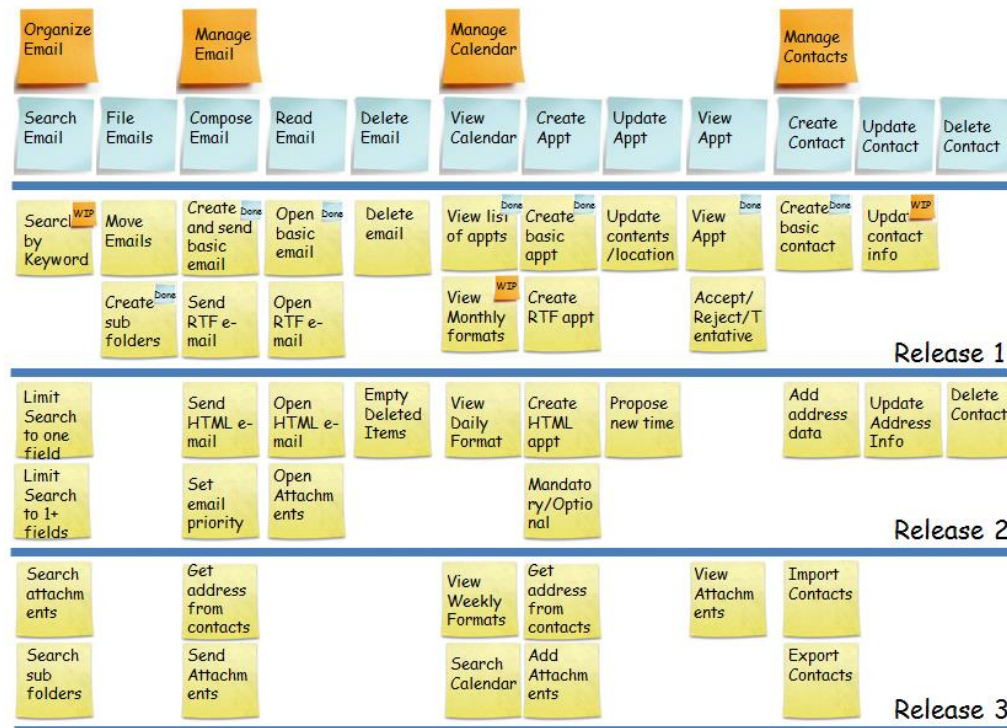 Organize
Email
Manage
Email
Manage
Calendar
Manage
Contacts
Search
Email
File
Emails
Compose
Email
Read
Email
Delete
Email
View
Calendar
Create
Appt
Update
Appt
View
Appt
Create
Contact
Update
Contact
Delete
Contact
WIP
by
Keyword
Move
Emails
Create
and send
basic
email
Done
Open
basic
email
Done
Delete
email
View list
of appts
Done
Create
basic
appt
Done
Update
contents
/location
View
Appt
Done
Create
basic
contact
Done
WIP
contact
info
Create
sub
folders
Done
Send
RTF e-
mail
Open
RTF e-
mail
View
Monthly
formats
WIP
Create
RTF appt
Accept/
Reject/T
entative
Release 1
Limit
Search
to one
field
Send
HTML e-
mail
Open
HTML e-
mail
Empty
Deleted
Items
View
Daily
Format
Create
HTML
appt
Propose
new time
Add
address
data
Update
Address
Info
Delete
Contact
Limit
Search
to 1+
fields
Set
email
priority
Open
Attachm
ents
Mandato
ry/Optio
nal
Release 2
Search
attachm
ents
Get
address
from
contacts
View
Weekly
Formats
Get
address
from
contacts
View
Attachm
ents
Import
Contacts
Search
sub
folders
Send
Attachm
ents
Search
Calendar
Add
Attachm
ents
Export
Contacts
Release 3